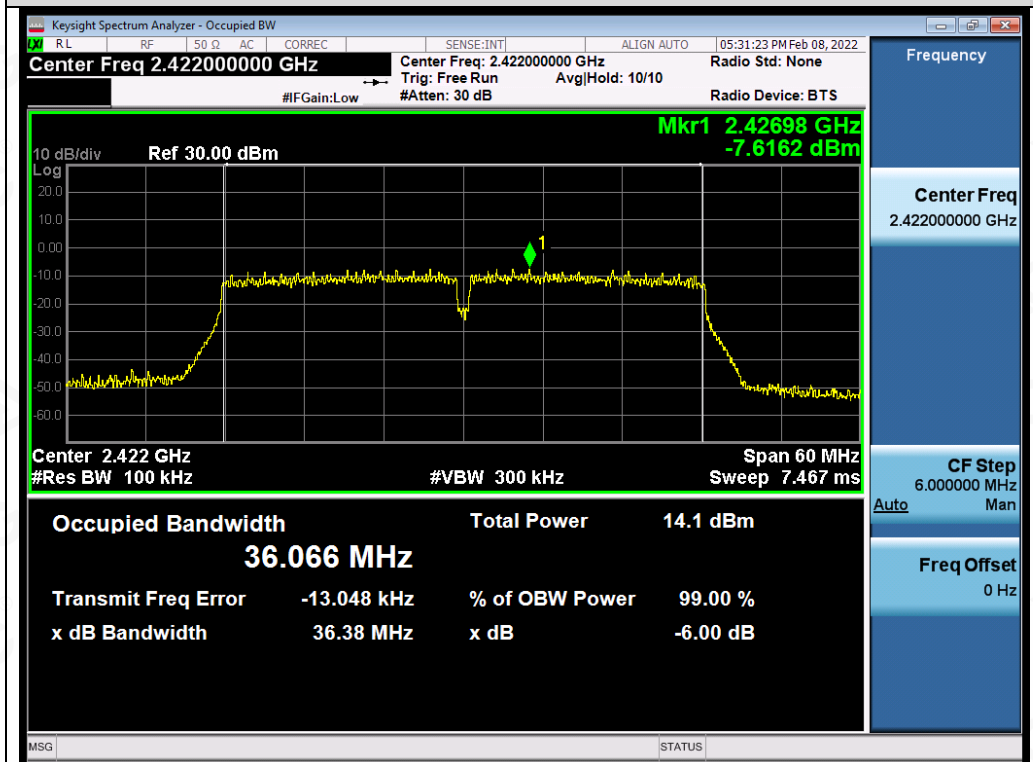 Keysight Spectrum Analyzer - Occupied BW
LXI RL RF 50 Ω AC CORREC SENSE:INT ALIGN AUTO 05:31:23 PM Feb 08, 2022
Center Freq 2.422000000 GHz
Center Freq: 2.422000000 GHz Radio Std: None
Trig: Free Run Avg|Hold: 10/10
#IFGain:Low #Atten: 30 dB Radio Device: BTS
Mkr1 2.42698 GHz
-7.6162 dBm
10 dB/div Ref 30.00 dBm
Log
20.0
10.0
0.00
-10.0
-20.0
-30.0
-40.0
-50.0
-60.0
1
Center 2.422 GHz Span 60 MHz
#Res BW 100 kHz #VBW 300 kHz Sweep 7.467 ms
Occupied Bandwidth Total Power 14.1 dBm
36.066 MHz
Transmit Freq Error -13.048 kHz % of OBW Power 99.00 %
x dB Bandwidth 36.38 MHz x dB -6.00 dB
MSG STATUS
Frequency
Center Freq
2.422000000 GHz
CF Step
6.000000 MHz
Auto Man
Freq Offset
0 Hz